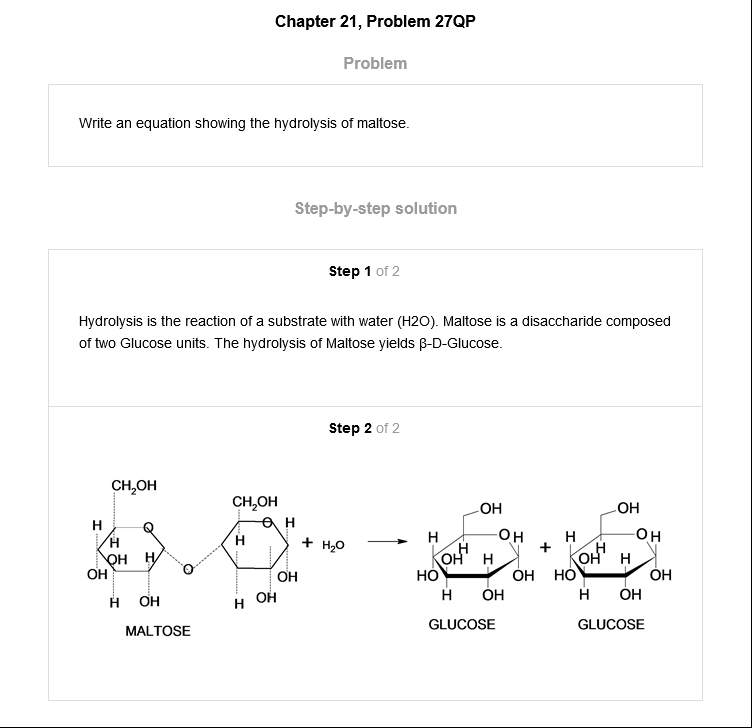 Chapter 21, Problem 27QP
Problem
Write an equation showing the hydrolysis of maltose.
Step-by-step solution
Step 1 of 2
Hydrolysis is the reaction of a substrate with water (H2O). Maltose is a disaccharide composed
of two Glucose units. The hydrolysis of Maltose yields β-D-Glucose.
Step 2 of 2
CH₂OH
H
O
H
OH
H
OH
H
OH
MALTOSE
O
CH₂OH
O
H
H
OH
H
OH
+ H₂O
OH
H
O
H
H
OH
H
HO
OH
H
OH
GLUCOSE
+
OH
H
O
H
H
OH
H
HO
OH
H
OH
GLUCOSE